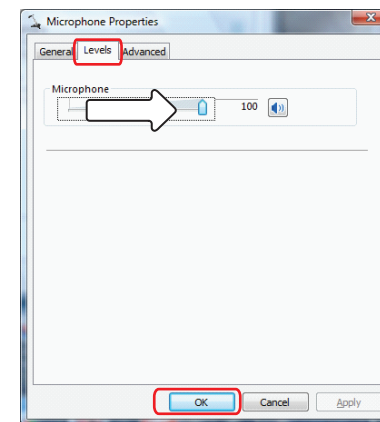 Microphone Properties
General Levels Advanced
Microphone
100
OK Cancel Apply